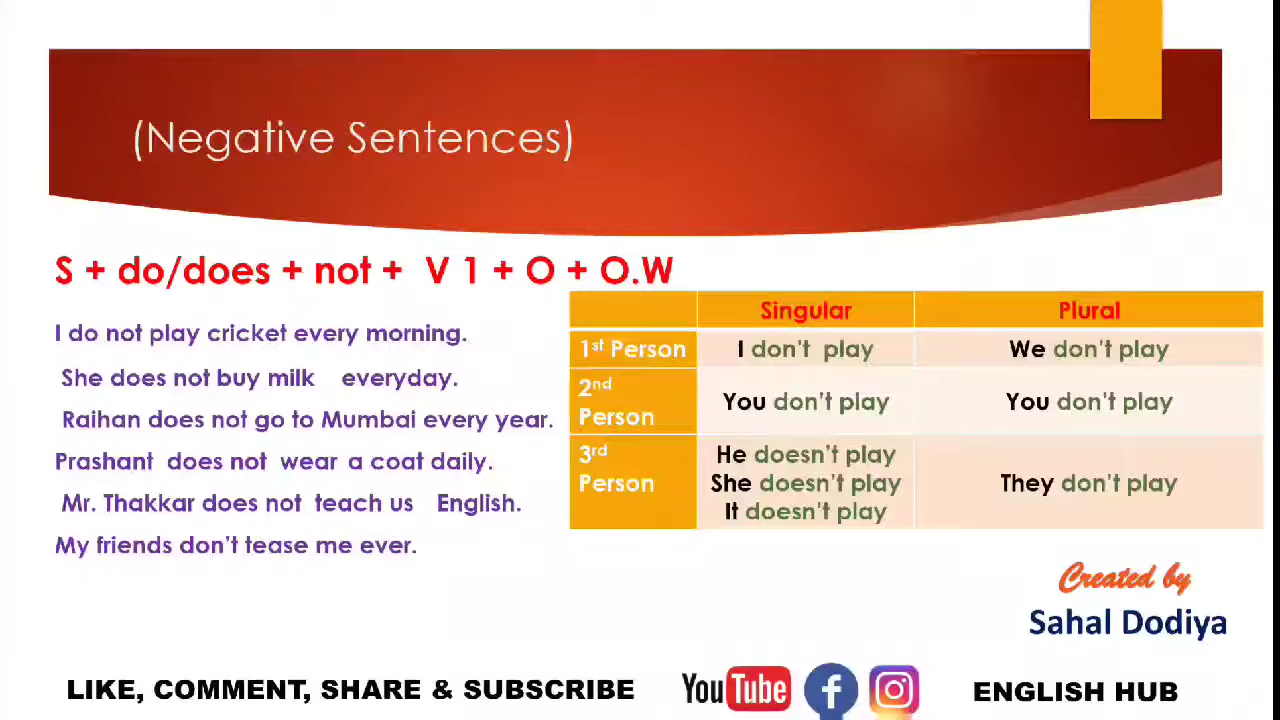 (Negative Sentences)
S + do/does + not + V 1 + O + O.W
I do not play cricket every morning.
She does not buy milk everyday.
Raihan does not go to Mumbai every year.
Prashant does not wear a coat daily.
Mr. Thakkar does not teach us English.
My friends don't tease me ever.
Singular Plural
1st Person I don't play We don't play
2nd Person You don't play You don't play
3rd Person He doesn't play They don't play
She doesn't play
It doesn't play
Created by
Sahal Dodiya
LIKE, COMMENT, SHARE & SUBSCRIBE YouTube f ENGLISH HUB